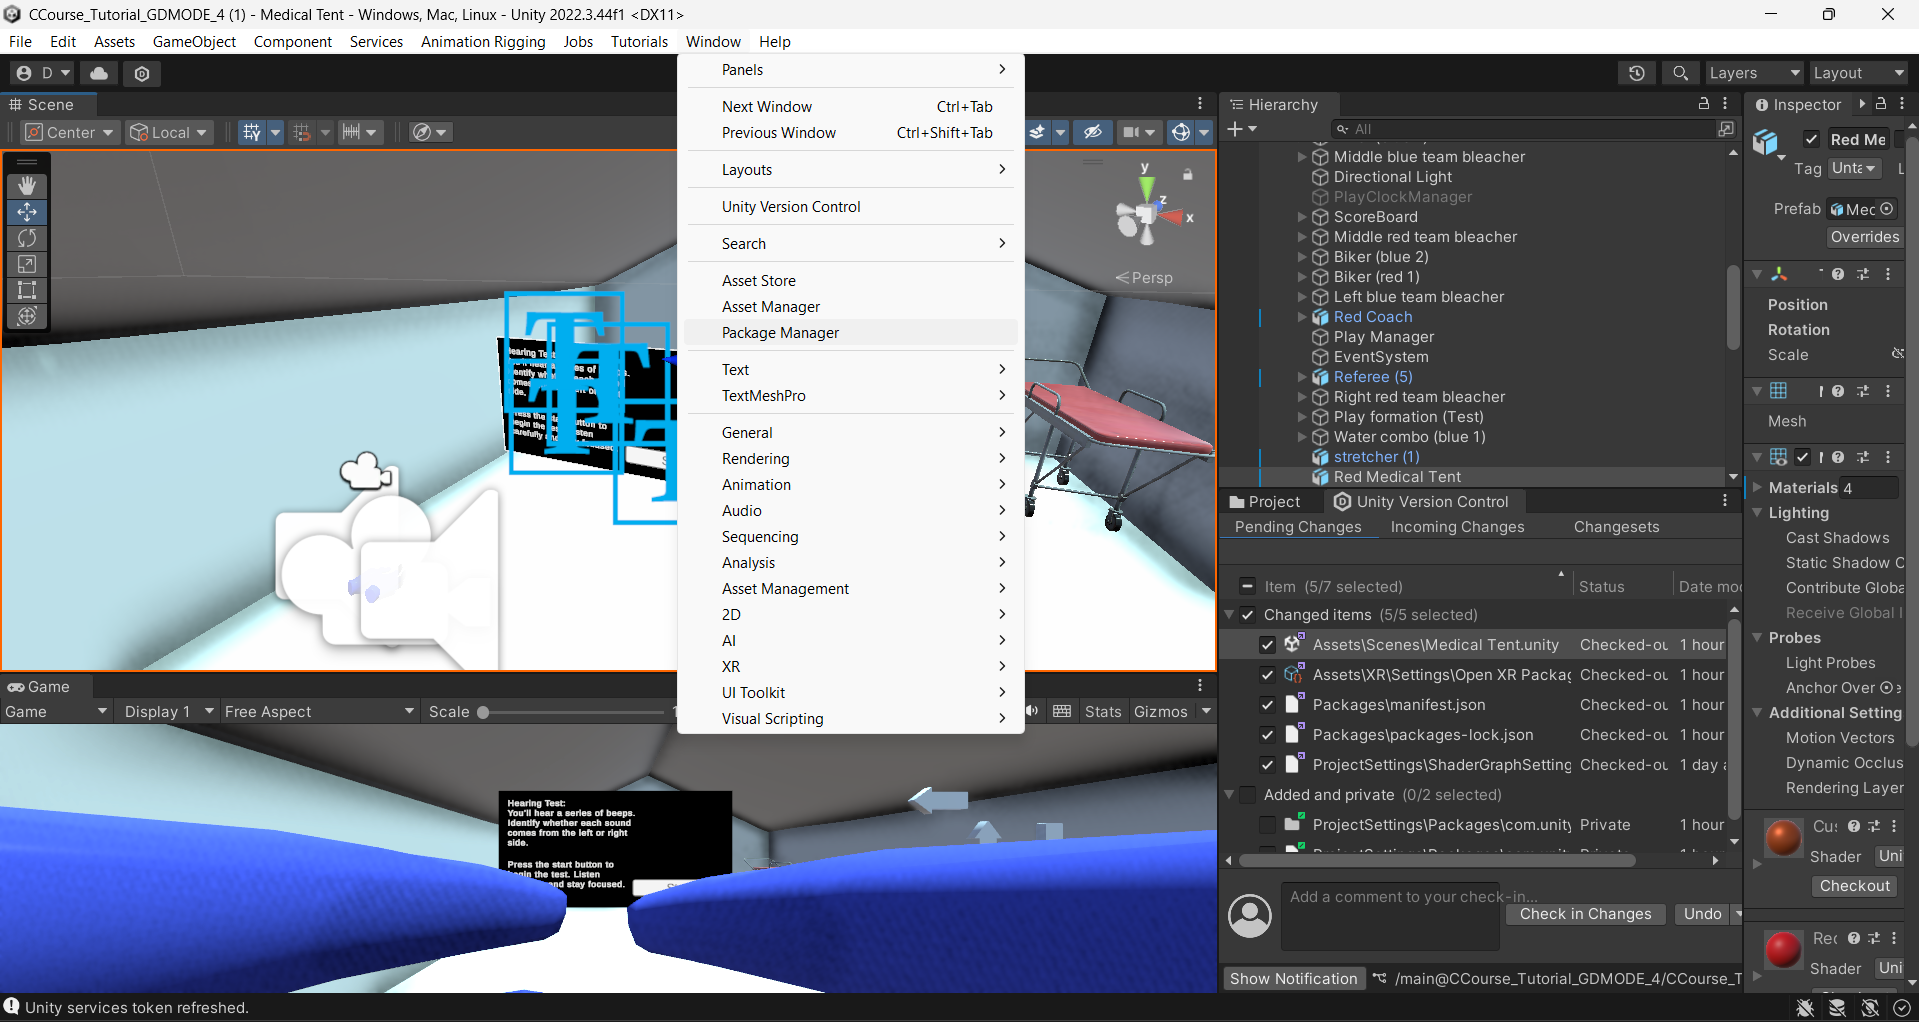 CCourse_Tutorial_GDMODE_4 (1) - Medical Tent - Windows, Mac, Linux - Unity 2022.3.44f1 <DX11>
File Edit Assets GameObject Component Services Animation Rigging Jobs Tutorials Window Help
D Layers Layout
Scene
Center Local
Persp
y
z
x
Panels
Next Window Ctrl+Tab
Previous Window Ctrl+Shift+Tab
Layouts
Unity Version Control
Search
Asset Store
Asset Manager
Package Manager
Text
TextMeshPro
General
Rendering
Animation
Audio
Sequencing
Analysis
Asset Management
2D
AI
XR
UI Toolkit
Visual Scripting
Hierarchy
All
Middle blue team bleacher
Directional Light
PlayClockManager
ScoreBoard
Middle red team bleacher
Biker (blue 2)
Biker (red 1)
Left blue team bleacher
Red Coach
Play Manager
EventSystem
Referee (5)
Right red team bleacher
Play formation (Test)
Water combo (blue 1)
stretcher (1)
Red Medical Tent
Project Unity Version Control
Pending Changes Incoming Changes Changesets
Item (5/7 selected) Status Date mo
Changed items (5/5 selected)
Assets\Scenes\Medical Tent.unity Checked-ou 1 hour
Assets\XR\Settings\Open XR Packag Checked-ou 1 hour
Packages\manifest.json Checked-ou 1 hour
Packages\packages-lock.json Checked-ou 1 hour
ProjectSettings\ShaderGraphSetting Checked-ou 1 day a
Added and private (0/2 selected)
ProjectSettings\Packages\com.unity Private 1 hour
Add a comment to your check-in...
Check in Changes Undo
Show Notification /main@CCourse_Tutorial_GDMODE_4/CCourse_T
Inspector
Red Me
Tag Unta
Prefab Med
Overrides
Position
Rotation
Scale
Mesh
Materials 4
Lighting
Cast Shadows
Static Shadow C
Contribute Globa
Receive Global I
Probes
Light Probes
Anchor Over
Additional Setting
Motion Vectors
Dynamic Occlus
Rendering Layer
Cus
Shader Uni
Checkout
Rec
Shader Uni
Game
Game Display 1 Free Aspect Scale 1 Stats Gizmos
Hearing Test:
You'll hear a series of beeps.
Identify whether each sound
comes from the left or right
side.
Press the start button to
begin the test. Listen
and stay focused.
Unity services token refreshed.